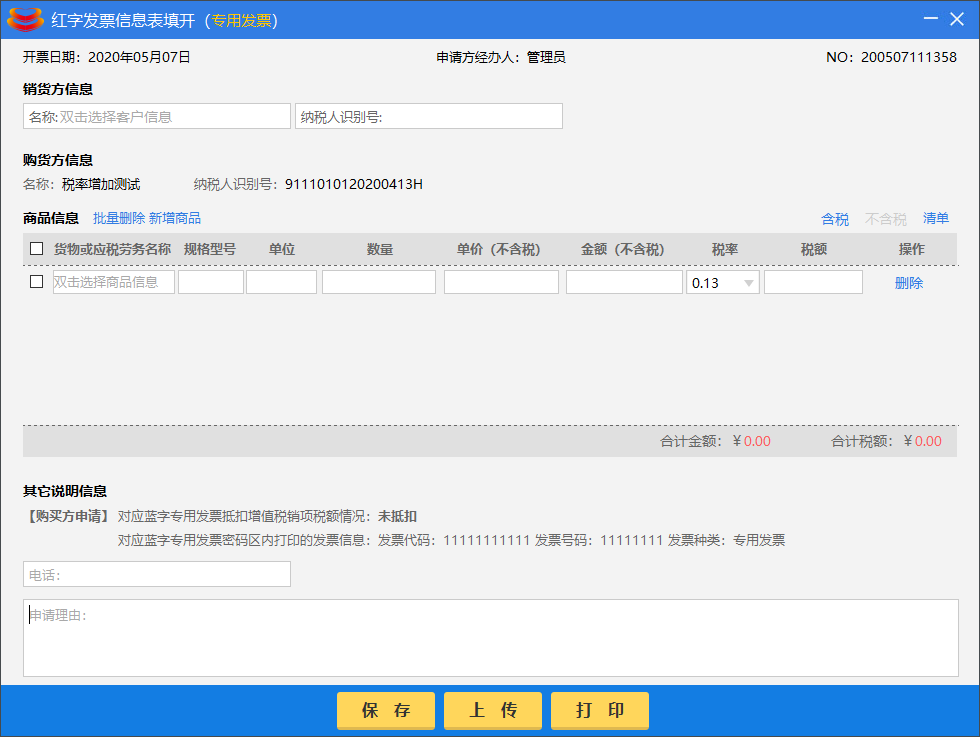 红字发票信息表填开（专用发票）
开票日期：2020年05月07日 申请方经办人：管理员 NO：200507111358
销货方信息
名称:双击选择客户信息 纳税人识别号:
购货方信息
名称：税率增加测试 纳税人识别号：9111010120200413H
商品信息 批量删除 新增商品 含税 不含税 清单
货物或应税劳务名称 规格型号 单位 数量 单价（不含税） 金额（不含税） 税率 税额 操作
双击选择商品信息 0.13 删除
合计金额：￥0.00 合计税额：￥0.00
其它说明信息
【购买方申请】 对应蓝字专用发票抵扣增值税销项税额情况：未抵扣
对应蓝字专用发票密码区内打印的发票信息：发票代码：11111111111 发票号码：11111111 发票种类：专用发票
电话：
申请理由：
保 存 上 传 打 印